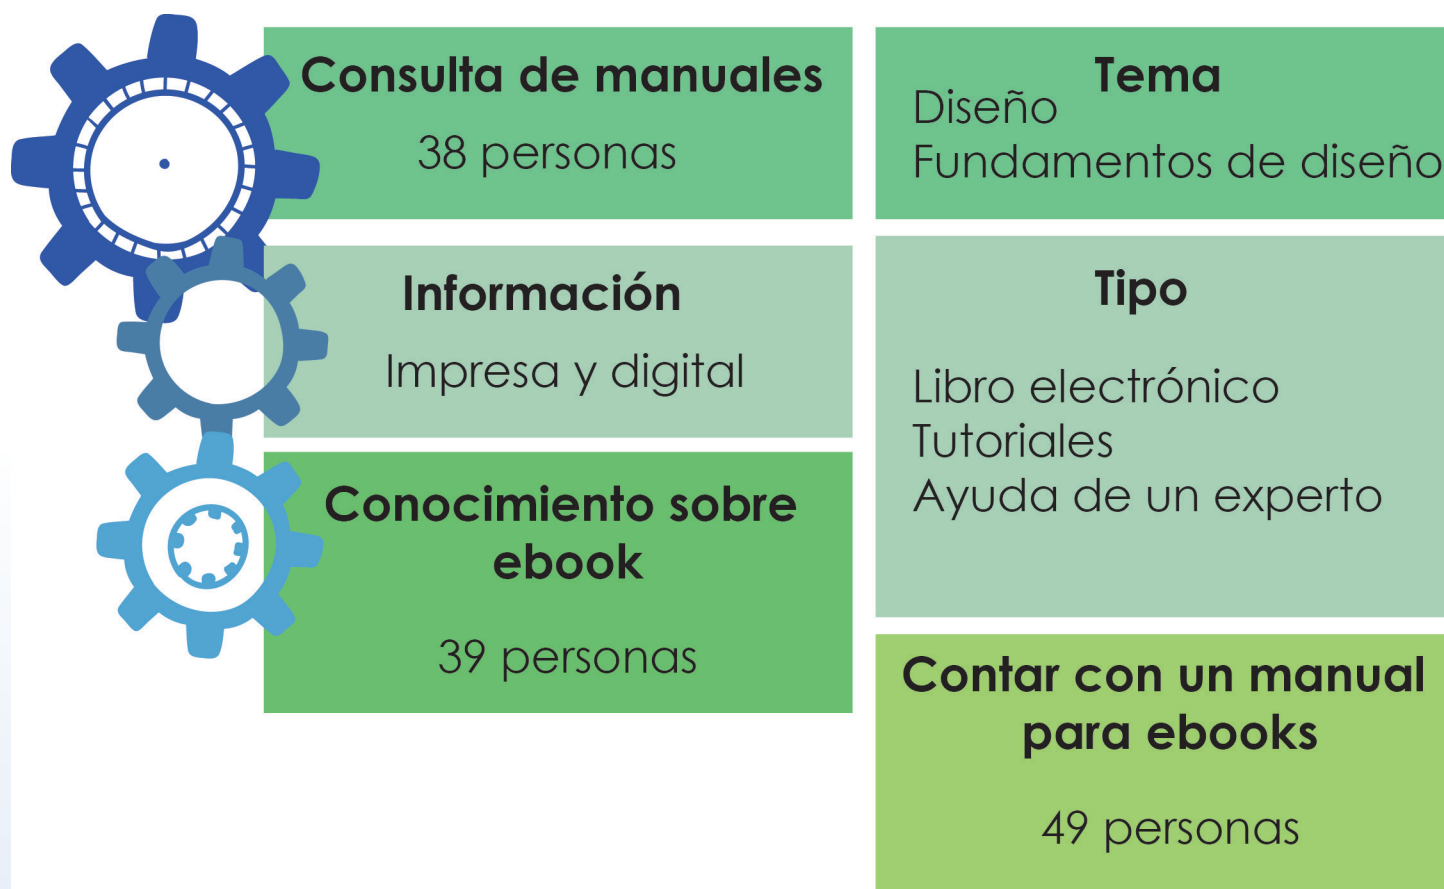 Consulta de manuales
38 personas
Tema
Diseño
Fundamentos de diseño
Información
Impresa y digital
Tipo
Libro electrónico
Tutoriales
Ayuda de un experto
Conocimiento sobre
ebook
39 personas
Contar con un manual
para ebooks
49 personas